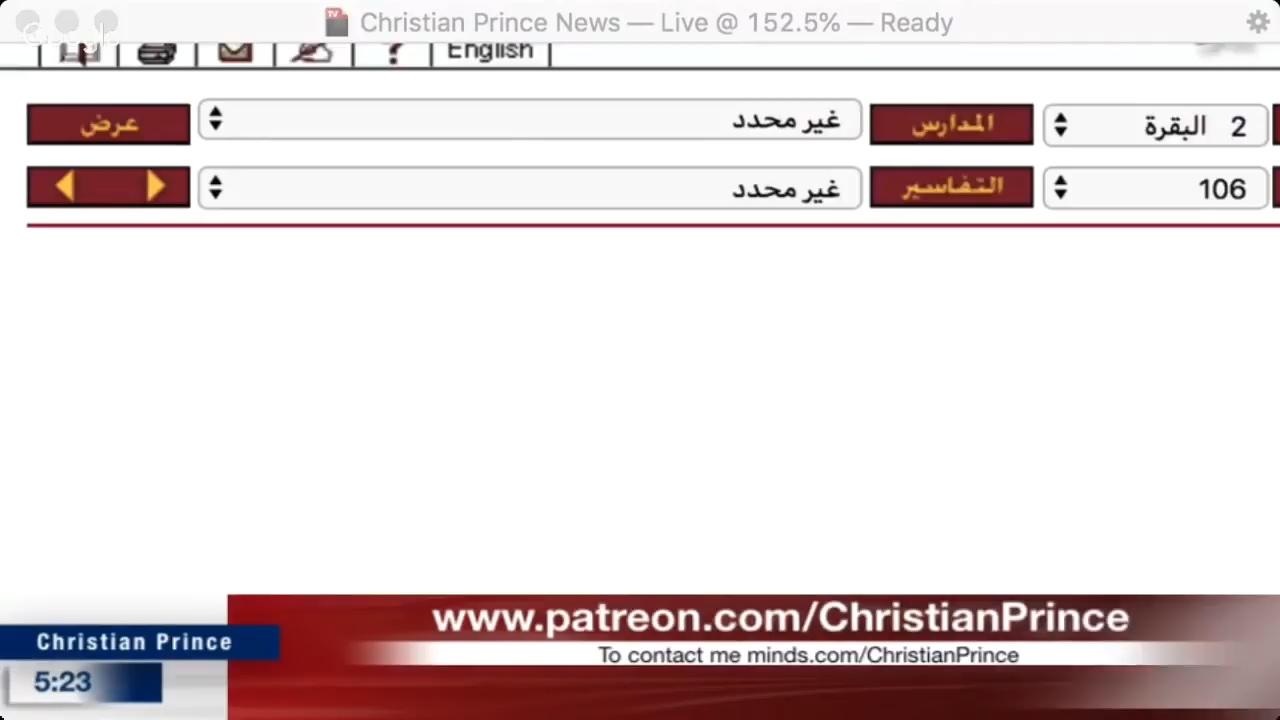 Christian Prince News — Live @ 152.5% — Ready
Google
? English
عرض غير محدد المدارس 2 البقرة
غير محدد التفاسير 106
www.patreon.com/ChristianPrince
To contact me minds.com/ChristianPrince
Christian Prince
5:23